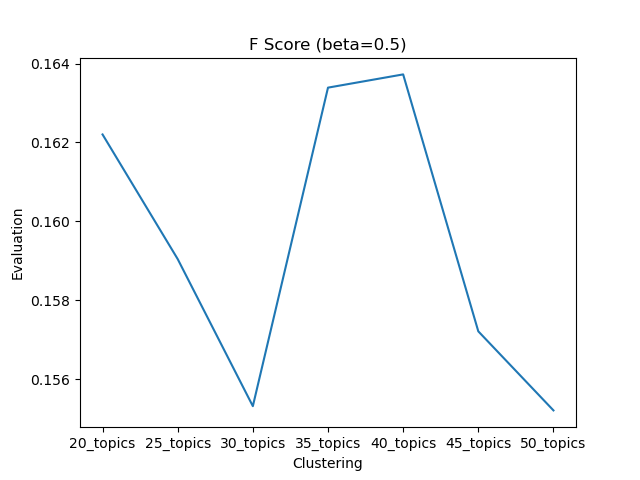 F Score (beta=0.5)
0.164
0.162
0.160
0.158
0.156
Evaluation
20_topics 25_topics 30_topics 35_topics 40_topics 45_topics 50_topics
Clustering